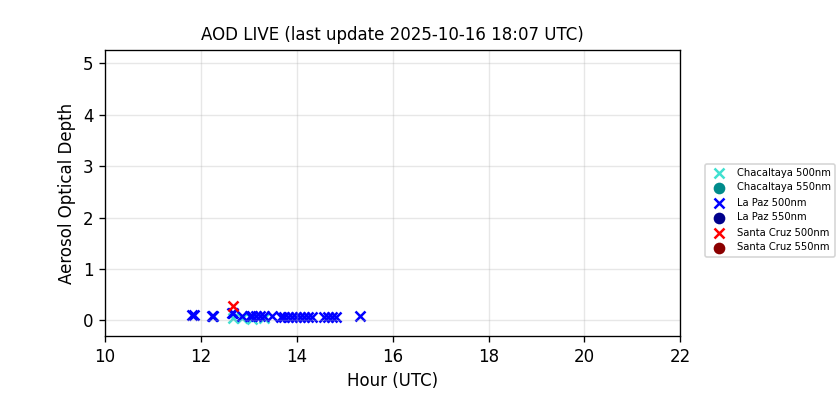 AOD LIVE (last update 2025-10-16 18:07 UTC)
5
4
3
2
1
0
Aerosol Optical Depth
10 12 14 16 18 20 22
Hour (UTC)
Chacaltaya 500nm
Chacaltaya 550nm
La Paz 500nm
La Paz 550nm
Santa Cruz 500nm
Santa Cruz 550nm